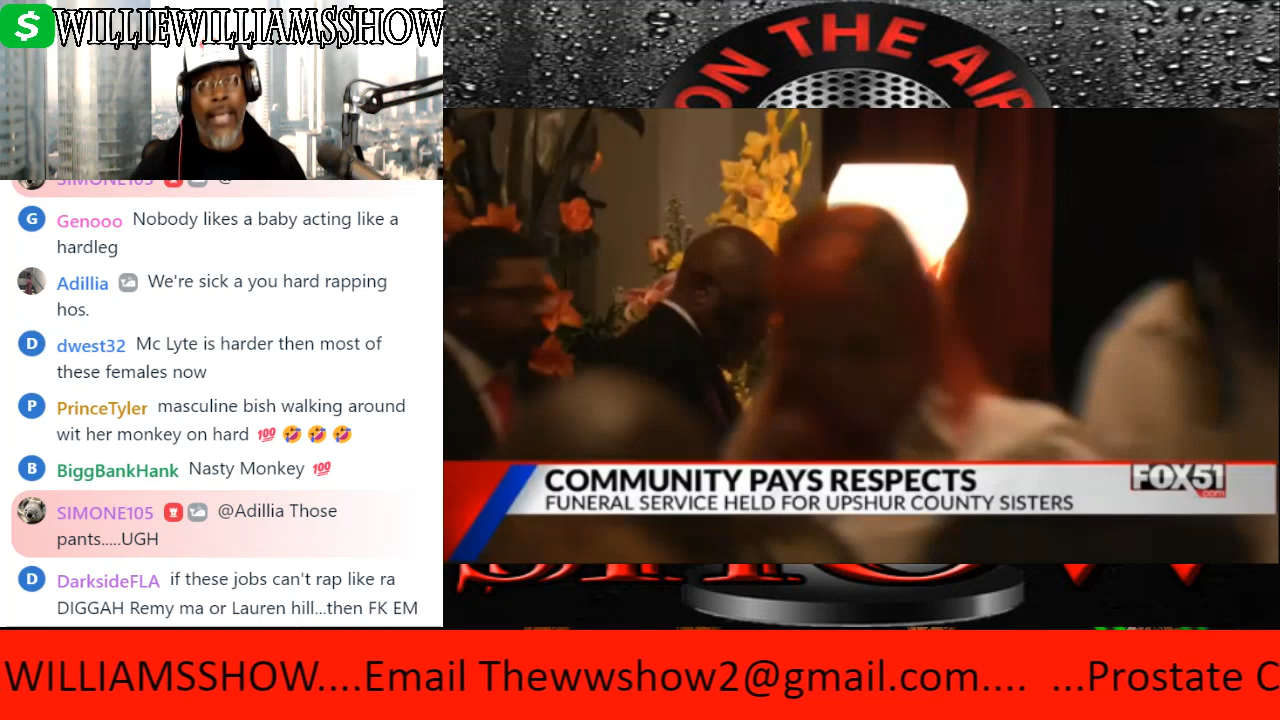 WILLIEWILLIAMSSHOW
ON THE AIR
SIMONE105 @
G Genooo Nobody likes a baby acting like a
hardleg
Adillia We're sick a you hard rapping
hos.
D dwest32 Mc Lyte is harder then most of
these females now
P PrinceTyler masculine bish walking around
wit her monkey on hard 💯 🤣 🤣 🤣
B BiggBankHank Nasty Monkey 💯
SIMONE105 @Adillia Those
pants.....UGH
D DarksideFLA if these jobs can't rap like ra
DIGGAH Remy ma or Lauren hill...then FK EM
COMMUNITY PAYS RESPECTS
FUNERAL SERVICE HELD FOR UPSHUR COUNTY SISTERS
FOX51
.com
SHOW
WILLIAMSSHOW....Email Thewwshow2@gmail.com.... ...Prostate C